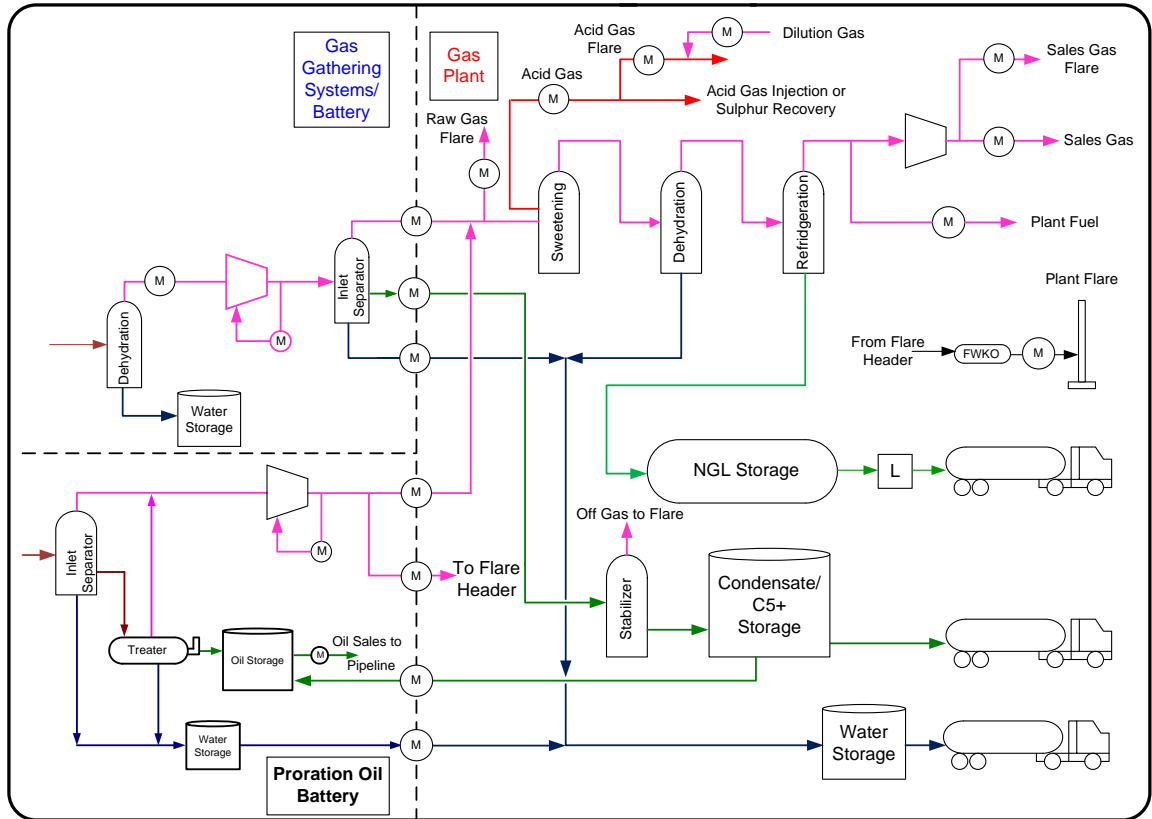 Gas
Gathering
Systems/
Battery
Gas
Plant
Acid Gas
Flare
M
M
Dilution Gas
Acid Gas
M
Acid Gas Injection or
Sulphur Recovery
Raw Gas
Flare
M
M
Sales Gas
Flare
M
Sales Gas
Sweetening
Dehydration
Refridgeration
M
Plant Fuel
M
M
Inlet
Separator
M
M
M
Dehydration
Water
Storage
Plant Flare
From Flare
Header
FWKO
M
NGL Storage
L
M
M
Inlet
Separator
M
To Flare
Header
Off Gas to Flare
Stabilizer
Condensate/
C5+
Storage
Treater
Oil Storage
M
Oil Sales to
Pipeline
M
Water
Storage
M
Water
Storage
Proration Oil
Battery